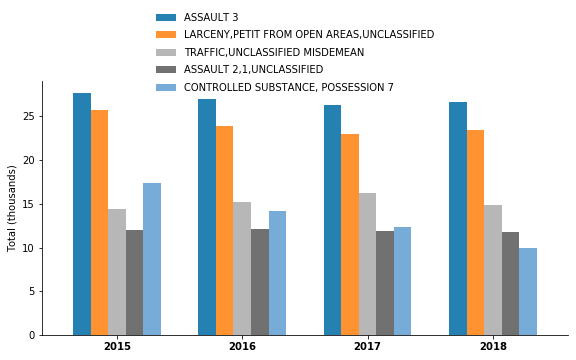 ASSAULT 3
LARCENY,PETIT FROM OPEN AREAS,UNCLASSIFIED
TRAFFIC,UNCLASSIFIED MISDEMEAN
ASSAULT 2,1,UNCLASSIFIED
CONTROLLED SUBSTANCE, POSSESSION 7
Total (thousands)
25
20
15
10
5
0
2015 2016 2017 2018